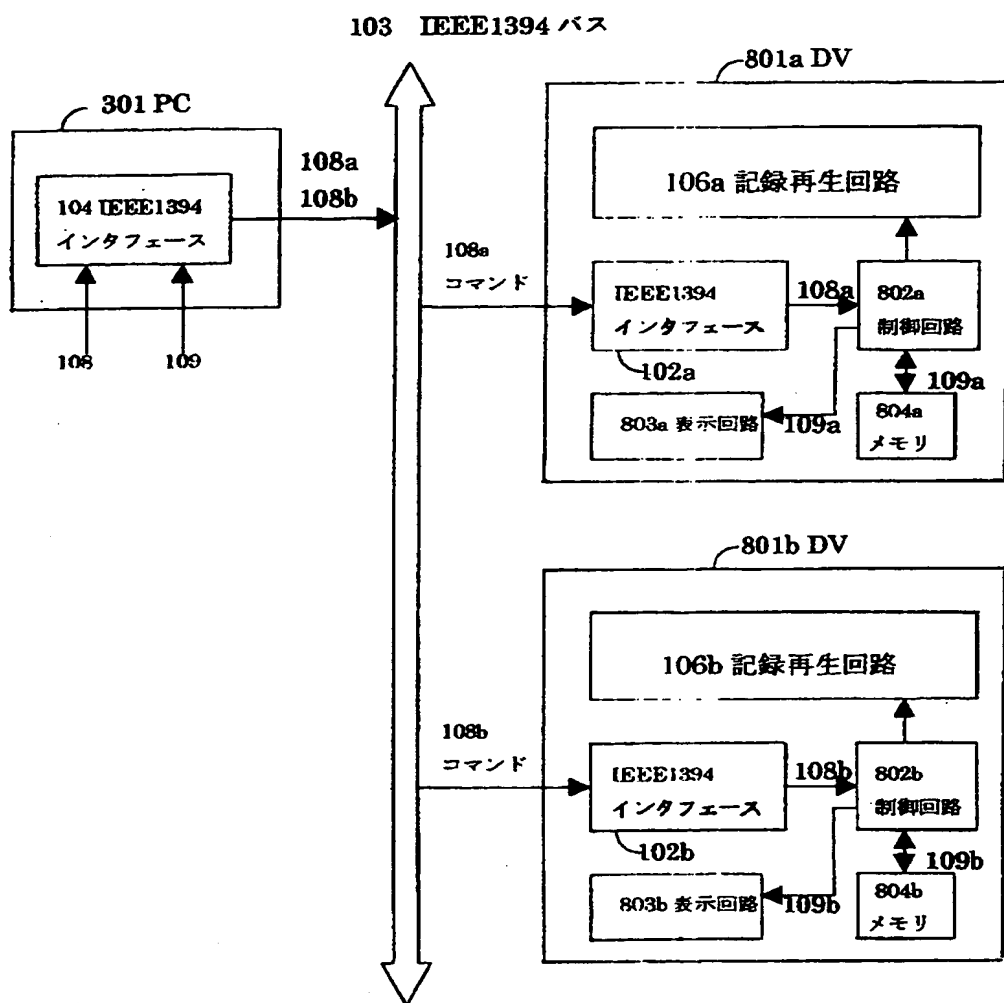 103 IEEE1394 バス
301 PC
104 IEEE1394
インタフェース
108
109
108a
108b
801a DV
106a 記録再生回路
108a
コマンド
IEEE1394
インタフェース
102a
108a
802a
制御回路
109a
803a 表示回路
109a
804a
メモリ
801b DV
106b 記録再生回路
108b
コマンド
IEEE1394
インタフェース
102b
108b
802b
制御回路
109b
803b 表示回路
109b
804b
メモリ